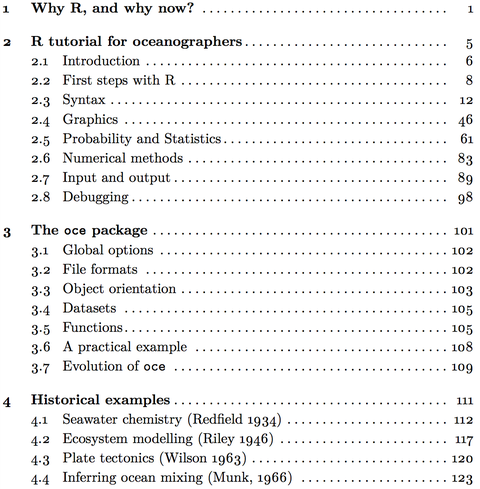 1 Why R, and why now? ................................. 1
2 R tutorial for oceanographers ........................... 5
2.1 Introduction ........................................ 6
2.2 First steps with R ................................... 8
2.3 Syntax ............................................. 12
2.4 Graphics ........................................... 46
2.5 Probability and Statistics ............................ 61
2.6 Numerical methods .................................. 83
2.7 Input and output .................................... 89
2.8 Debugging .......................................... 98
3 The oce package ..................................... 101
3.1 Global options ...................................... 102
3.2 File formats ........................................ 102
3.3 Object orientation ................................... 103
3.4 Datasets ........................................... 105
3.5 Functions .......................................... 105
3.6 A practical example ................................. 108
3.7 Evolution of oce .................................... 109
4 Historical examples ................................... 111
4.1 Seawater chemistry (Redfield 1934) .................... 112
4.2 Ecosystem modelling (Riley 1946) ...................... 117
4.3 Plate tectonics (Wilson 1963) ......................... 120
4.4 Inferring ocean mixing (Munk, 1966) ................... 123